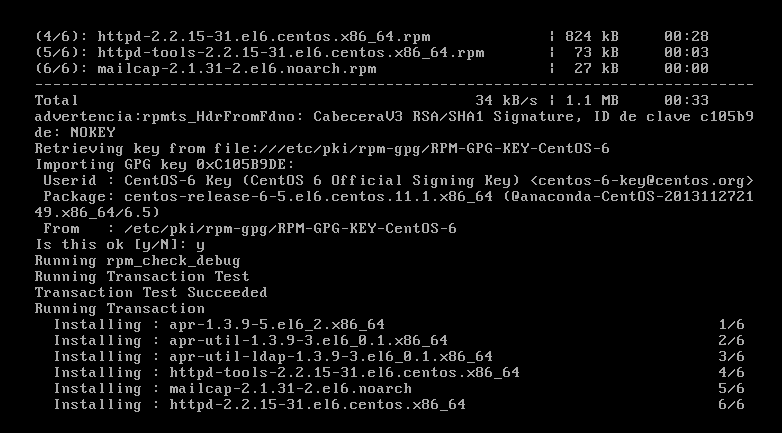 (4/6): httpd-2.2.15-31.el6.centos.x86_64.rpm | 824 kB 00:28
(5/6): httpd-tools-2.2.15-31.el6.centos.x86_64.rpm | 73 kB 00:03
(6/6): mailcap-2.1.31-2.el6.noarch.rpm | 27 kB 00:00
--------------------------------------------------------------------------------
Total 34 kB/s | 1.1 MB 00:33
advertencia:rpmts_HdrFromFdno: CabeceraV3 RSA/SHA1 Signature, ID de clave c105b9
de: NOKEY
Retrieving key from file:///etc/pki/rpm-gpg/RPM-GPG-KEY-CentOS-6
Importing GPG key 0xC105B9DE:
 Userid : CentOS-6 Key (CentOS 6 Official Signing Key) <centos-6-key@centos.org>
 Package: centos-release-6-5.el6.centos.11.1.x86_64 (@anaconda-CentOS-2013112721
49.x86_64/6.5)
 From   : /etc/pki/rpm-gpg/RPM-GPG-KEY-CentOS-6
Is this ok [y/N]: y
Running rpm_check_debug
Running Transaction Test
Transaction Test Succeeded
Running Transaction
  Installing : apr-1.3.9-5.el6_2.x86_64 1/6
  Installing : apr-util-1.3.9-3.el6_0.1.x86_64 2/6
  Installing : apr-util-ldap-1.3.9-3.el6_0.1.x86_64 3/6
  Installing : httpd-tools-2.2.15-31.el6.centos.x86_64 4/6
  Installing : mailcap-2.1.31-2.el6.noarch 5/6
  Installing : httpd-2.2.15-31.el6.centos.x86_64 6/6